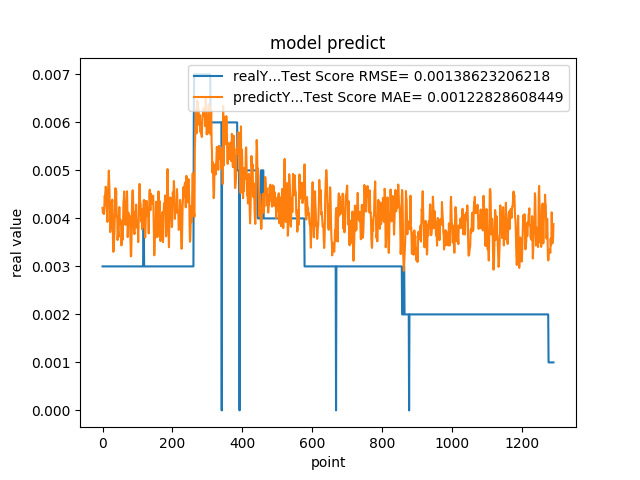 model predict
realY...Test Score RMSE= 0.00138623206218
predictY...Test Score MAE= 0.00122828608449
0.007
0.006
0.005
0.004
0.003
0.002
0.001
0.000
real value
0 200 400 600 800 1000 1200
point